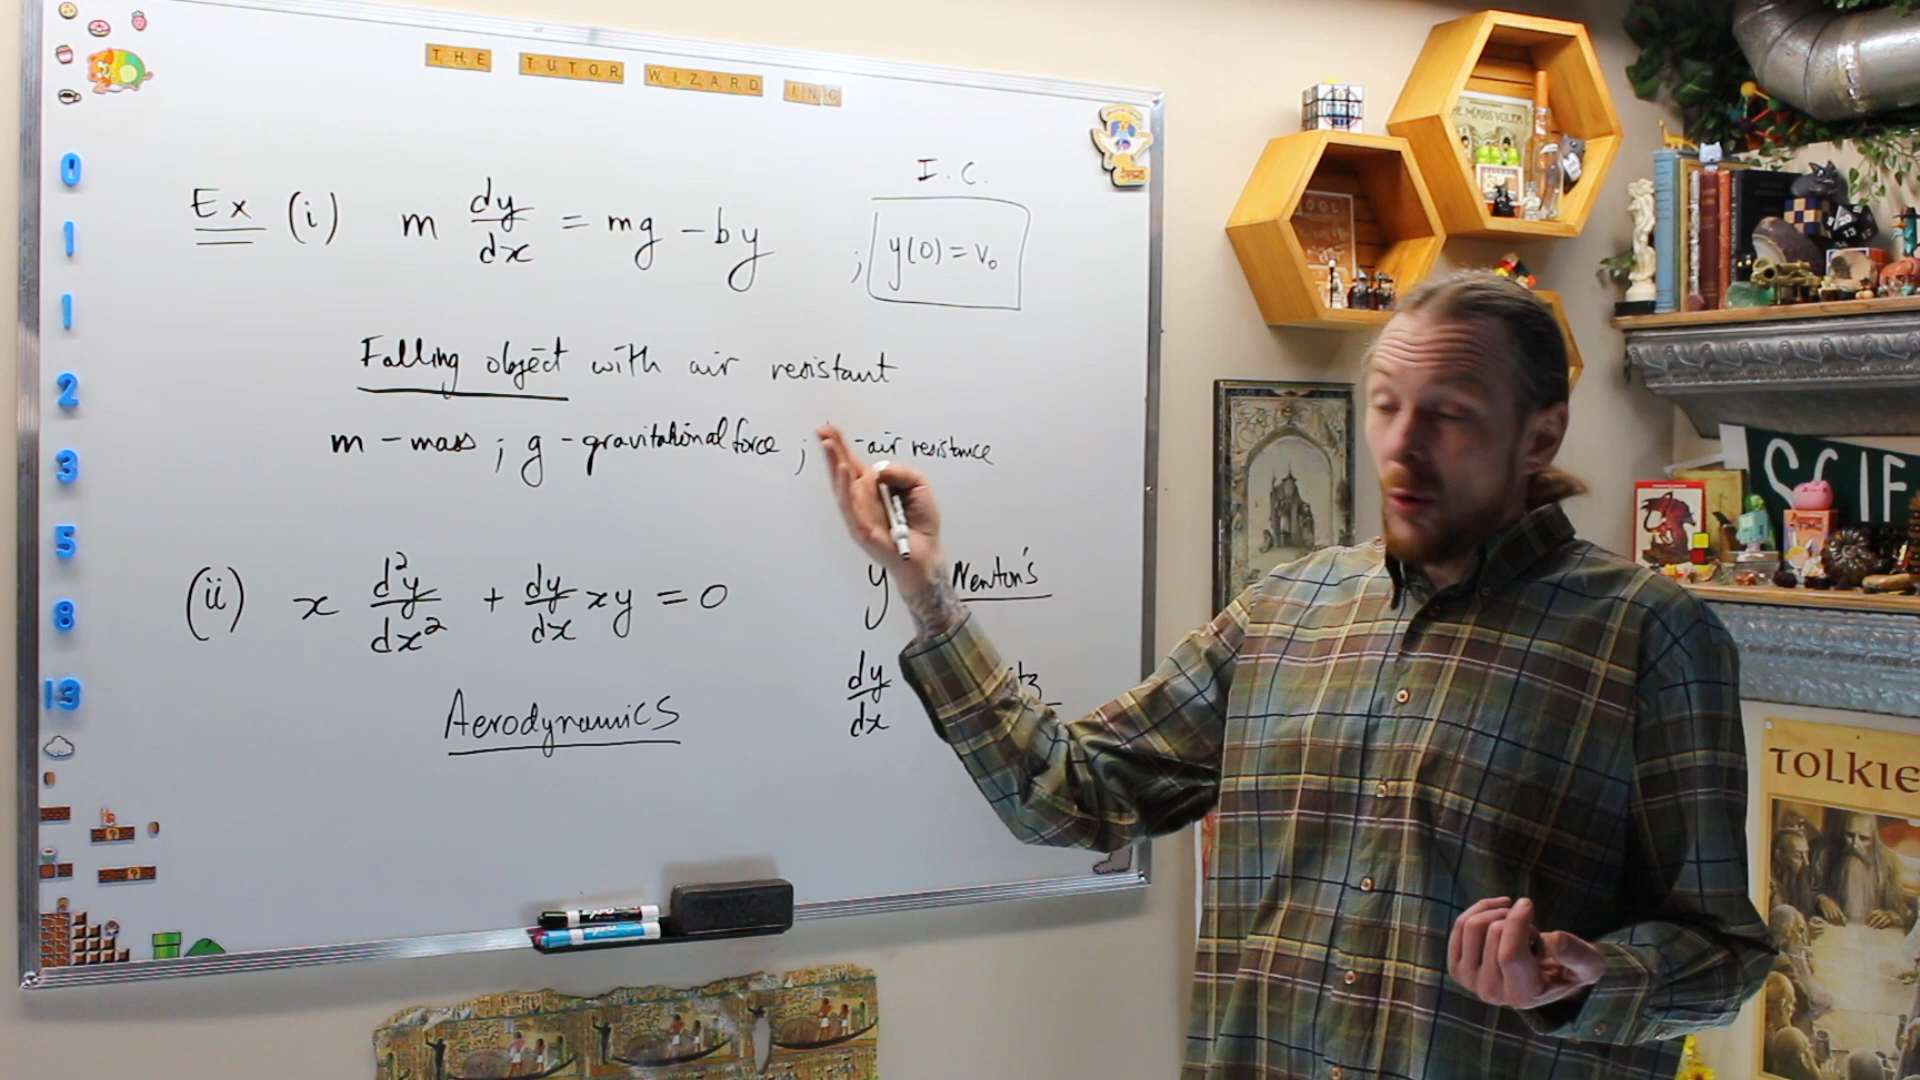 THE TUTOR WIZARD INC
0
1
1
2
3
5
8
13
I.C.
Ex (i) m dy/dx = mg - by ; y(0) = v₀
Falling object with air resistant
m - mass ; g - gravitational force ; - air resistance
(ii) x d²y/dx² + dy/dx xy = 0
Aerodynamics
y Newton's
dy/dx tz
SCIF
TOLKIE